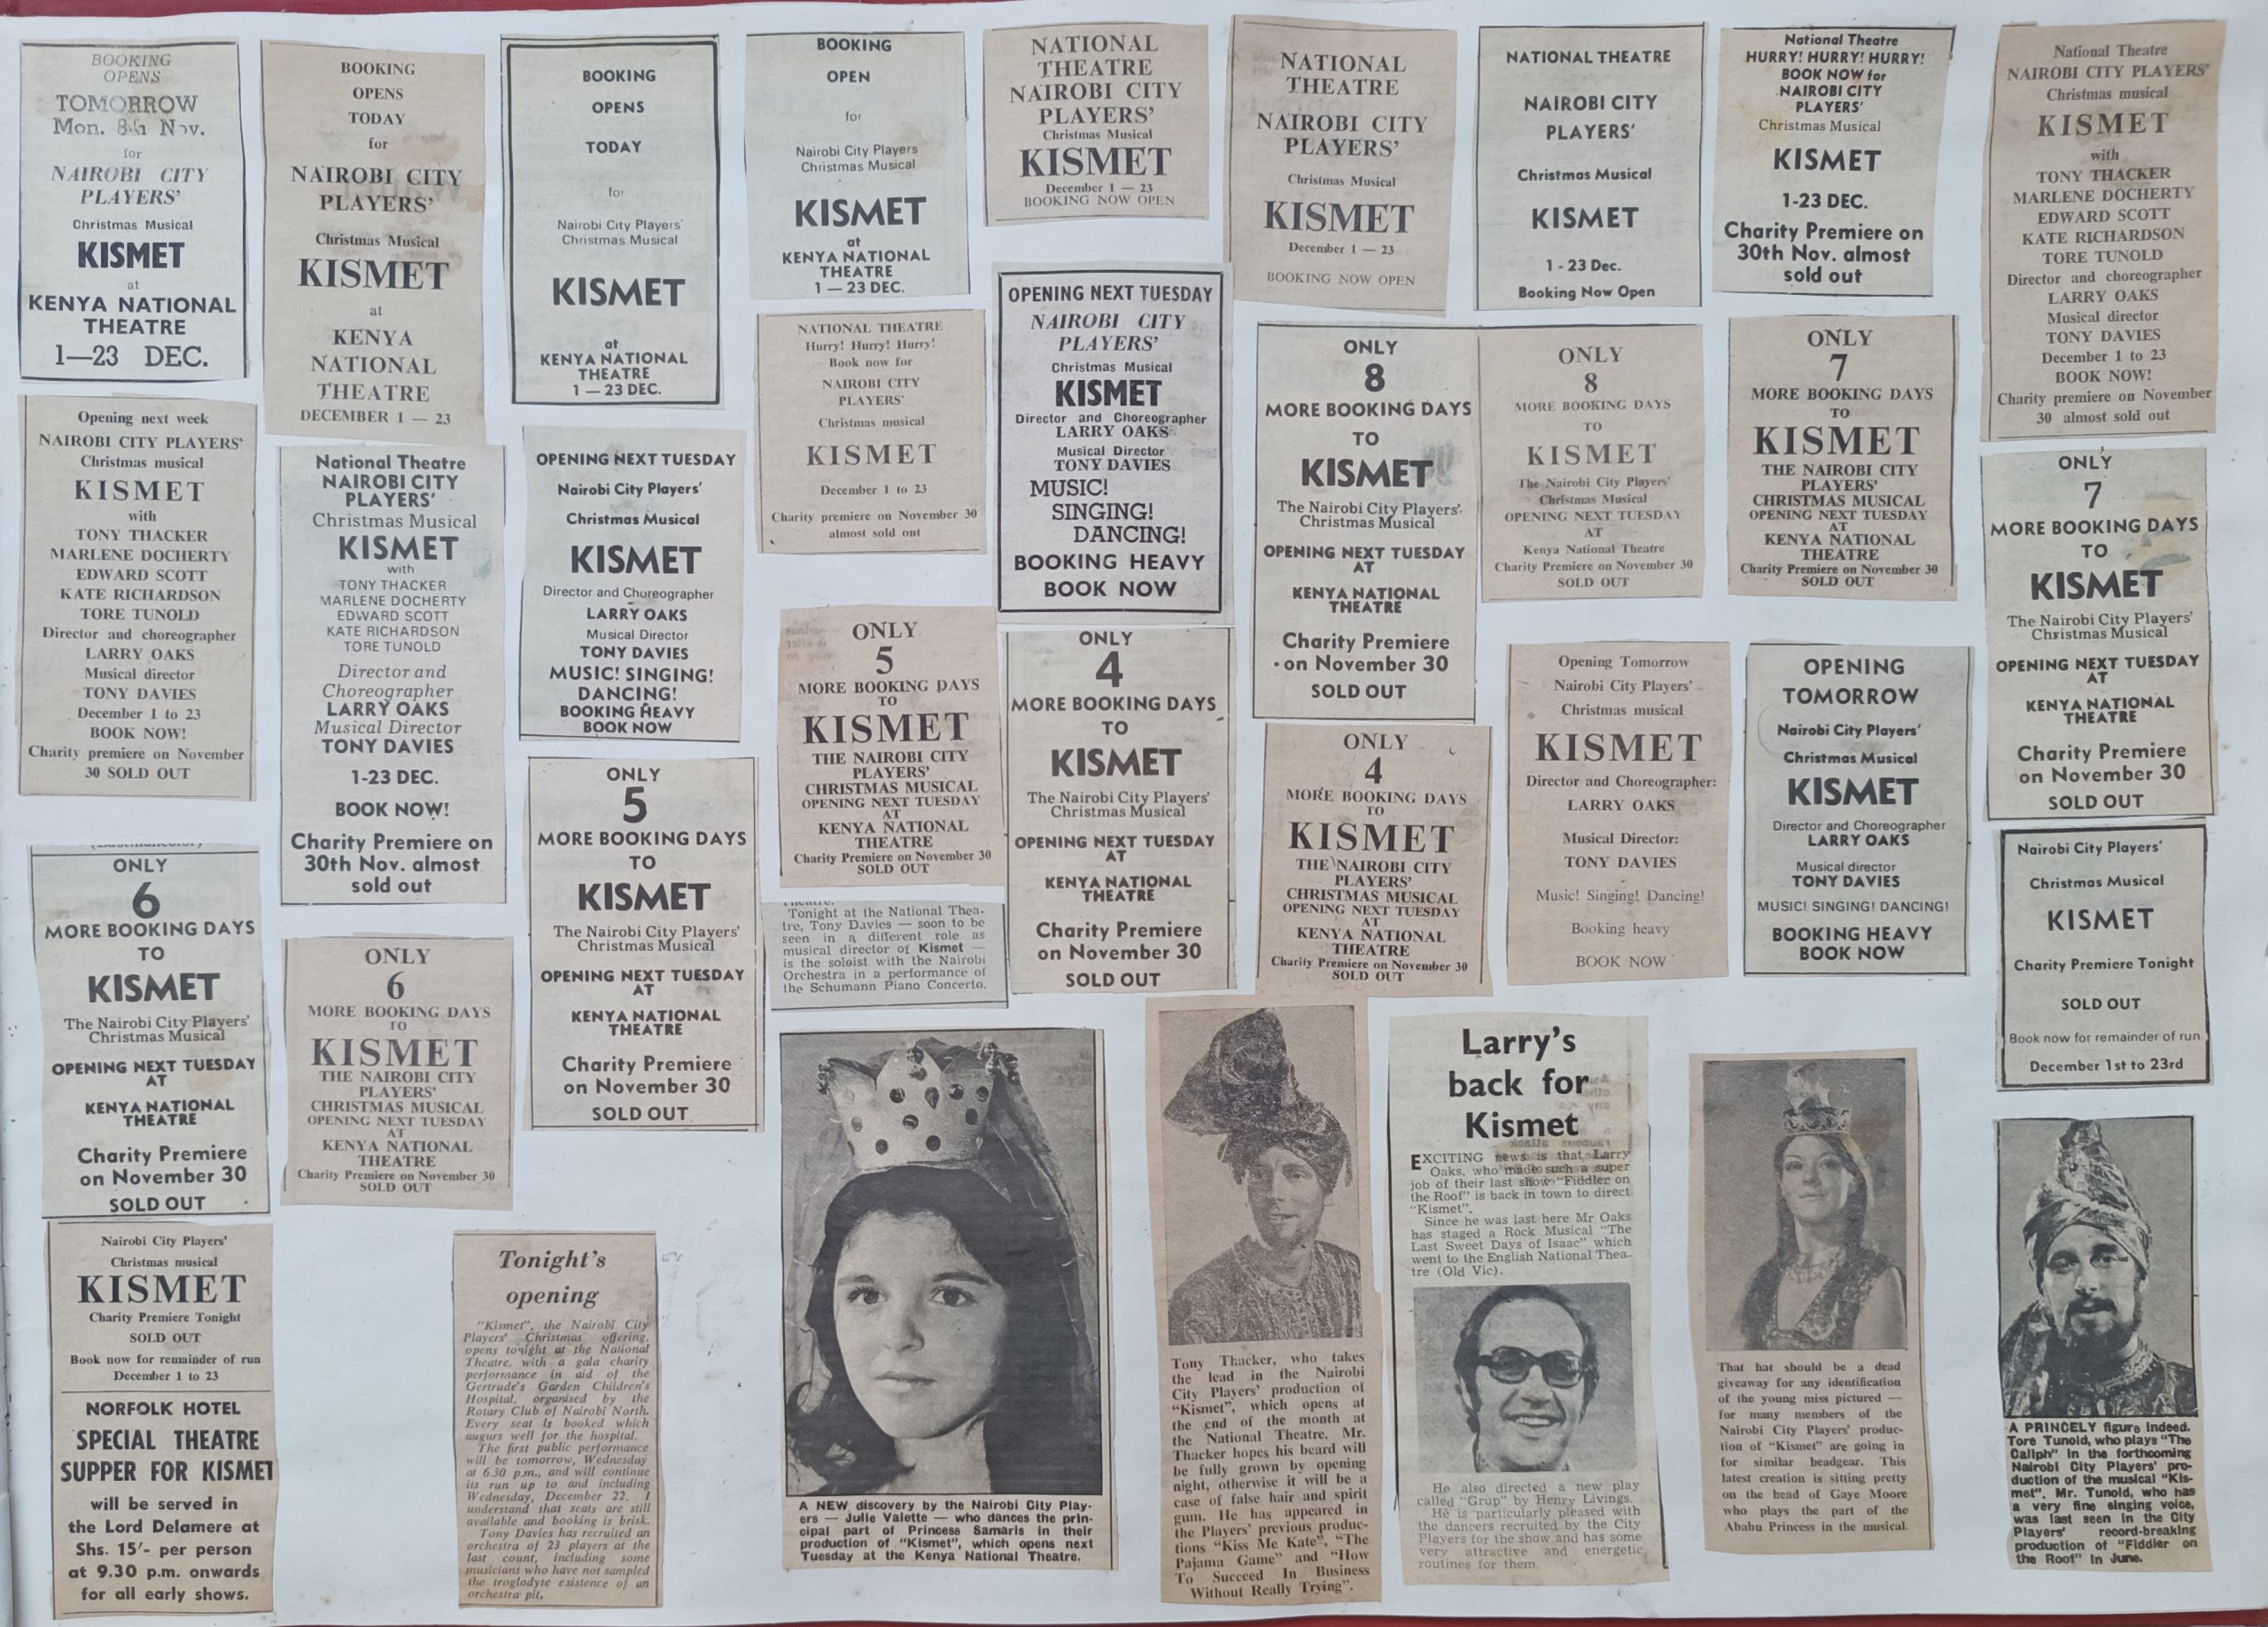 BOOKING
OPENS
TOMORROW
Mon. 8th Nov.
for
NAIROBI CITY
PLAYERS'
Christmas Musical
KISMET
at
KENYA NATIONAL
THEATRE
1—23 DEC.
BOOKING
OPENS
TODAY
for
NAIROBI CITY
PLAYERS'
Christmas Musical
KISMET
at
KENYA
NATIONAL
THEATRE
DECEMBER 1 — 23
BOOKING
OPENS
TODAY
for
Nairobi City Players'
Christmas Musical
KISMET
at
KENYA NATIONAL
THEATRE
1 — 23 DEC.
BOOKING
OPEN
for
Nairobi City Players
Christmas Musical
KISMET
at
KENYA NATIONAL
THEATRE
1 — 23 DEC.
NATIONAL
THEATRE
NAIROBI CITY
PLAYERS'
Christmas Musical
KISMET
December 1 — 23
BOOKING NOW OPEN
NATIONAL
THEATRE
NAIROBI CITY
PLAYERS'
Christmas Musical
KISMET
December 1 — 23
BOOKING NOW OPEN
NATIONAL THEATRE
NAIROBI CITY
PLAYERS'
Christmas Musical
KISMET
1 - 23 Dec.
Booking Now Open
National Theatre
HURRY! HURRY! HURRY!
BOOK NOW for
NAIROBI CITY
PLAYERS'
Christmas Musical
KISMET
1-23 DEC.
Charity Premiere on
30th Nov. almost
sold out
National Theatre
NAIROBI CITY PLAYERS'
Christmas musical
KISMET
with
TONY THACKER
MARLENE DOCHERTY
EDWARD SCOTT
KATE RICHARDSON
TORE TUNOLD
Director and choreographer
LARRY OAKS
Musical director
TONY DAVIES
December 1 to 23
BOOK NOW!
Charity premiere on November
30 almost sold out
Opening next week
NAIROBI CITY PLAYERS'
Christmas musical
KISMET
with
TONY THACKER
MARLENE DOCHERTY
EDWARD SCOTT
KATE RICHARDSON
TORE TUNOLD
Director and choreographer
LARRY OAKS
Musical director
TONY DAVIES
December 1 to 23
BOOK NOW!
Charity premiere on November
30 SOLD OUT
National Theatre
NAIROBI CITY
PLAYERS'
Christmas Musical
KISMET
with
TONY THACKER
MARLENE DOCHERTY
EDWARD SCOTT
KATE RICHARDSON
TORE TUNOLD
Director and
Choreographer
LARRY OAKS
Musical Director
TONY DAVIES
1-23 DEC.
BOOK NOW!
Charity Premiere on
30th Nov. almost
sold out
OPENING NEXT TUESDAY
Nairobi City Players'
Christmas Musical
KISMET
Director and Choreographer
LARRY OAKS
Musical Director
TONY DAVIES
MUSIC! SINGING!
DANCING!
BOOKING HEAVY
BOOK NOW
NATIONAL THEATRE
Hurry! Hurry! Hurry!
Book now for
NAIROBI CITY
PLAYERS'
Christmas musical
KISMET
December 1 to 23
Charity premiere on November 30
almost sold out
OPENING NEXT TUESDAY
NAIROBI CITY
PLAYERS'
Christmas Musical
KISMET
Director and Choreographer
LARRY OAKS
Musical Director
TONY DAVIES
MUSIC!
SINGING!
DANCING!
BOOKING HEAVY
BOOK NOW
ONLY
8
MORE BOOKING DAYS
TO
KISMET
The Nairobi City Players'
Christmas Musical
OPENING NEXT TUESDAY
AT
KENYA NATIONAL
THEATRE
Charity Premiere
on November 30
SOLD OUT
ONLY
8
MORE BOOKING DAYS
TO
KISMET
The Nairobi City Players'
Christmas Musical
OPENING NEXT TUESDAY
AT
Kenya National Theatre
Charity Premiere on November 30
SOLD OUT
ONLY
7
MORE BOOKING DAYS
TO
KISMET
THE NAIROBI CITY
PLAYERS'
CHRISTMAS MUSICAL
OPENING NEXT TUESDAY
AT
KENYA NATIONAL
THEATRE
Charity Premiere on November 30
SOLD OUT
ONLY
7
MORE BOOKING DAYS
TO
KISMET
The Nairobi City Players'
Christmas Musical
OPENING NEXT TUESDAY
AT
KENYA NATIONAL
THEATRE
Charity Premiere
on November 30
SOLD OUT
ONLY
6
MORE BOOKING DAYS
TO
KISMET
The Nairobi City Players'
Christmas Musical
OPENING NEXT TUESDAY
AT
KENYA NATIONAL
THEATRE
Charity Premiere
on November 30
SOLD OUT
ONLY
6
MORE BOOKING DAYS
TO
KISMET
THE NAIROBI CITY
PLAYERS'
CHRISTMAS MUSICAL
OPENING NEXT TUESDAY
AT
KENYA NATIONAL
THEATRE
Charity Premiere on November 30
SOLD OUT
ONLY
5
MORE BOOKING DAYS
TO
KISMET
The Nairobi City Players'
Christmas Musical
OPENING NEXT TUESDAY
AT
KENYA NATIONAL
THEATRE
Charity Premiere
on November 30
SOLD OUT
ONLY
5
MORE BOOKING DAYS
TO
KISMET
THE NAIROBI CITY
PLAYERS'
CHRISTMAS MUSICAL
OPENING NEXT TUESDAY
AT
KENYA NATIONAL
THEATRE
Charity Premiere on November 30
SOLD OUT
Tonight at the National Thea-
tre, Tony Davies — soon to be
seen in a different role as
musical director of Kismet —
is the soloist with the Nairobi
Orchestra in a performance of
the Schumann Piano Concerto.
ONLY
4
MORE BOOKING DAYS
TO
KISMET
The Nairobi City Players'
Christmas Musical
OPENING NEXT TUESDAY
AT
KENYA NATIONAL
THEATRE
Charity Premiere
on November 30
SOLD OUT
ONLY
4
MORE BOOKING DAYS
TO
KISMET
THE NAIROBI CITY
PLAYERS'
CHRISTMAS MUSICAL
OPENING NEXT TUESDAY
AT
KENYA NATIONAL
THEATRE
Charity Premiere on November 30
SOLD OUT
Opening Tomorrow
Nairobi City Players'
Christmas musical
KISMET
Director and Choreographer:
LARRY OAKS
Musical Director:
TONY DAVIES
Music! Singing! Dancing!
Booking heavy
BOOK NOW
OPENING
TOMORROW
Nairobi City Players'
Christmas Musical
KISMET
Director and Choreographer
LARRY OAKS
Musical director
TONY DAVIES
MUSIC! SINGING! DANCING!
BOOKING HEAVY
BOOK NOW
Nairobi City Players'
Christmas Musical
KISMET
Charity Premiere Tonight
SOLD OUT
Book now for remainder of run
December 1st to 23rd
Nairobi City Players'
Christmas musical
KISMET
Charity Premiere Tonight
SOLD OUT
Book now for remainder of run
December 1 to 23
NORFOLK HOTEL
SPECIAL THEATRE
SUPPER FOR KISMET
will be served in
the Lord Delamere at
Shs. 15'/- per person
at 9.30 p.m. onwards
for all early shows.
Tonight's
opening
"Kismet", the Nairobi City
Players' Christmas offering,
opens tonight at the National
Theatre, with a gala charity
performance in aid of the
Gertrude's Garden Children's
Hospital, organised by the
Rotary Club of Nairobi North.
Every seat is booked which
augurs well for the hospital.
The first public performance
will be tomorrow, Wednesday
at 6.30 p.m., and will continue
its run up to and including
Wednesday, December 22. I
understand that seats are still
available and booking is brisk.
Tony Davies has recruited an
orchestra of 23 players at the
last count, including some
musicians who have not sampled
the troglodyte existence of an
orchestra pit.
A NEW discovery by the Nairobi City Play-
ers — Julie Valette — who dances the prin-
cipal part of Princess Samaris in their
production of "Kismet", which opens next
Tuesday at the Kenya National Theatre.
Tony Thacker, who takes
the lead in the Nairobi
City Players' production of
"Kismet", which opens at
the end of the month at
the National Theatre. Mr.
Thacker hopes his beard will
be fully grown by opening
night, otherwise it will be a
case of false hair and spirit
gum. He has appeared in
the Players' previous produc-
tions "Kiss Me Kate", "The
Pajama Game" and "How
To Succeed In Business
Without Really Trying".
Larry's
back for
Kismet
EXCITING news is that Larry
Oaks, who made such a super
job of their last show "Fiddler on
the Roof" is back in town to direct
"Kismet".
Since he was last here Mr Oaks
has staged a Rock Musical "The
Last Sweet Days of Isaac" which
went to the English National Thea-
tre (Old Vic).
He also directed a new play
called "Grup" by Henry Livings.
He is particularly pleased with
the dancers recruited by the City
Players for the show and has some
very attractive and energetic
routines for them.
That hat should be a dead
giveaway for any identification
of the young miss pictured —
for many members of the
Nairobi City Players' produc-
tion of "Kismet" are going in
for similar headgear. This
latest creation is sitting pretty
on the head of Gaye Moore
who plays the part of the
Ababu Princess in the musical.
A PRINCELY figure indeed.
Tore Tunold, who plays "The
Caliph" in the forthcoming
Nairobi City Players' pro-
duction of the musical "Kis-
met". Mr. Tunold, who has
a very fine singing voice,
was last seen in the City
Players' record-breaking
production of "Fiddler on
the Roof" in June.